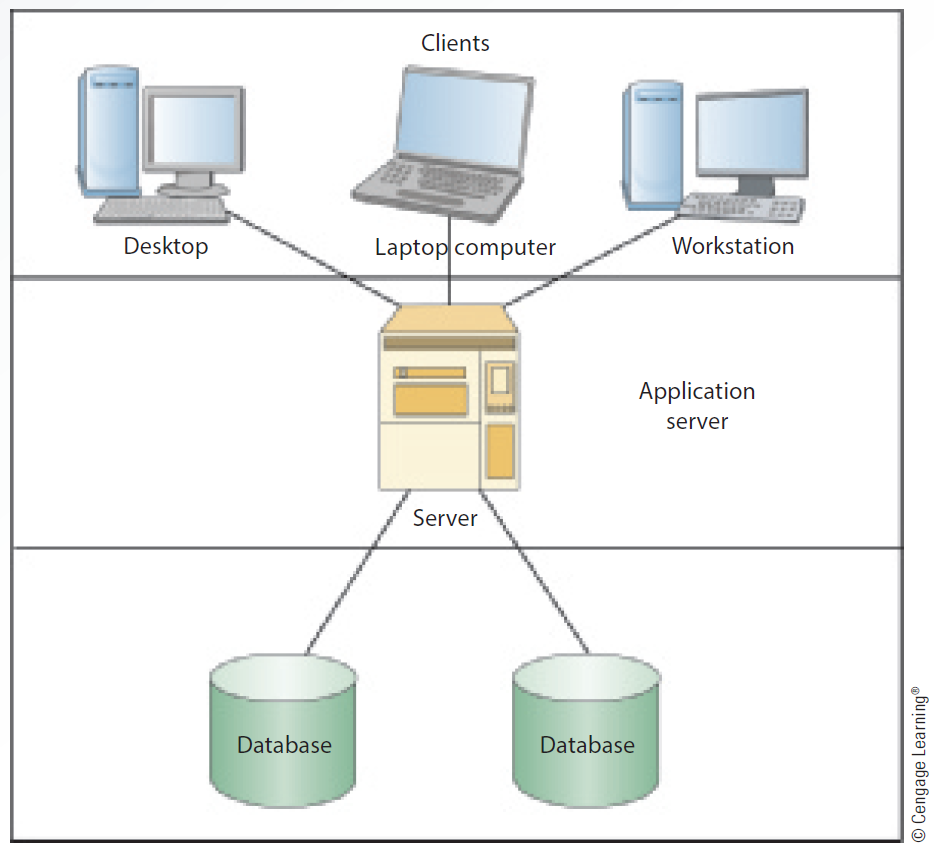 Clients
Desktop
Laptop computer
Workstation
Application
server
Server
Database
Database
© Cengage Learning®